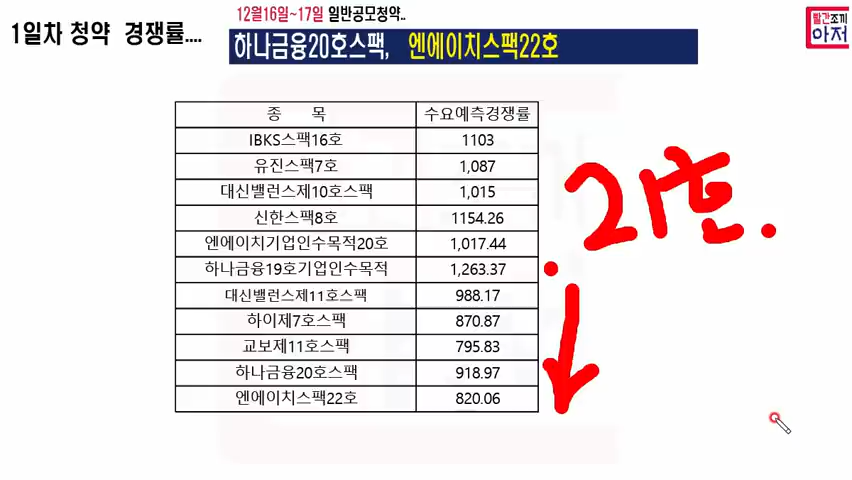 12월16일~17일 일반공모청약..
1일차 청약 경쟁률....
하나금융20호스팩, 엔에이치스팩22호
빨간조끼
아저
종 목 수요예측경쟁률
IBKS스팩16호 1103
유진스팩7호 1,087
대신밸런스제10호스팩 1,015
신한스팩8호 1154.26
엔에이치기업인수목적20호 1,017.44
하나금융19호기업인수목적 1,263.37
대신밸런스제11호스팩 988.17
하이제7호스팩 870.87
교보제11호스팩 795.83
하나금융20호스팩 918.97
엔에이치스팩22호 820.06
21호.